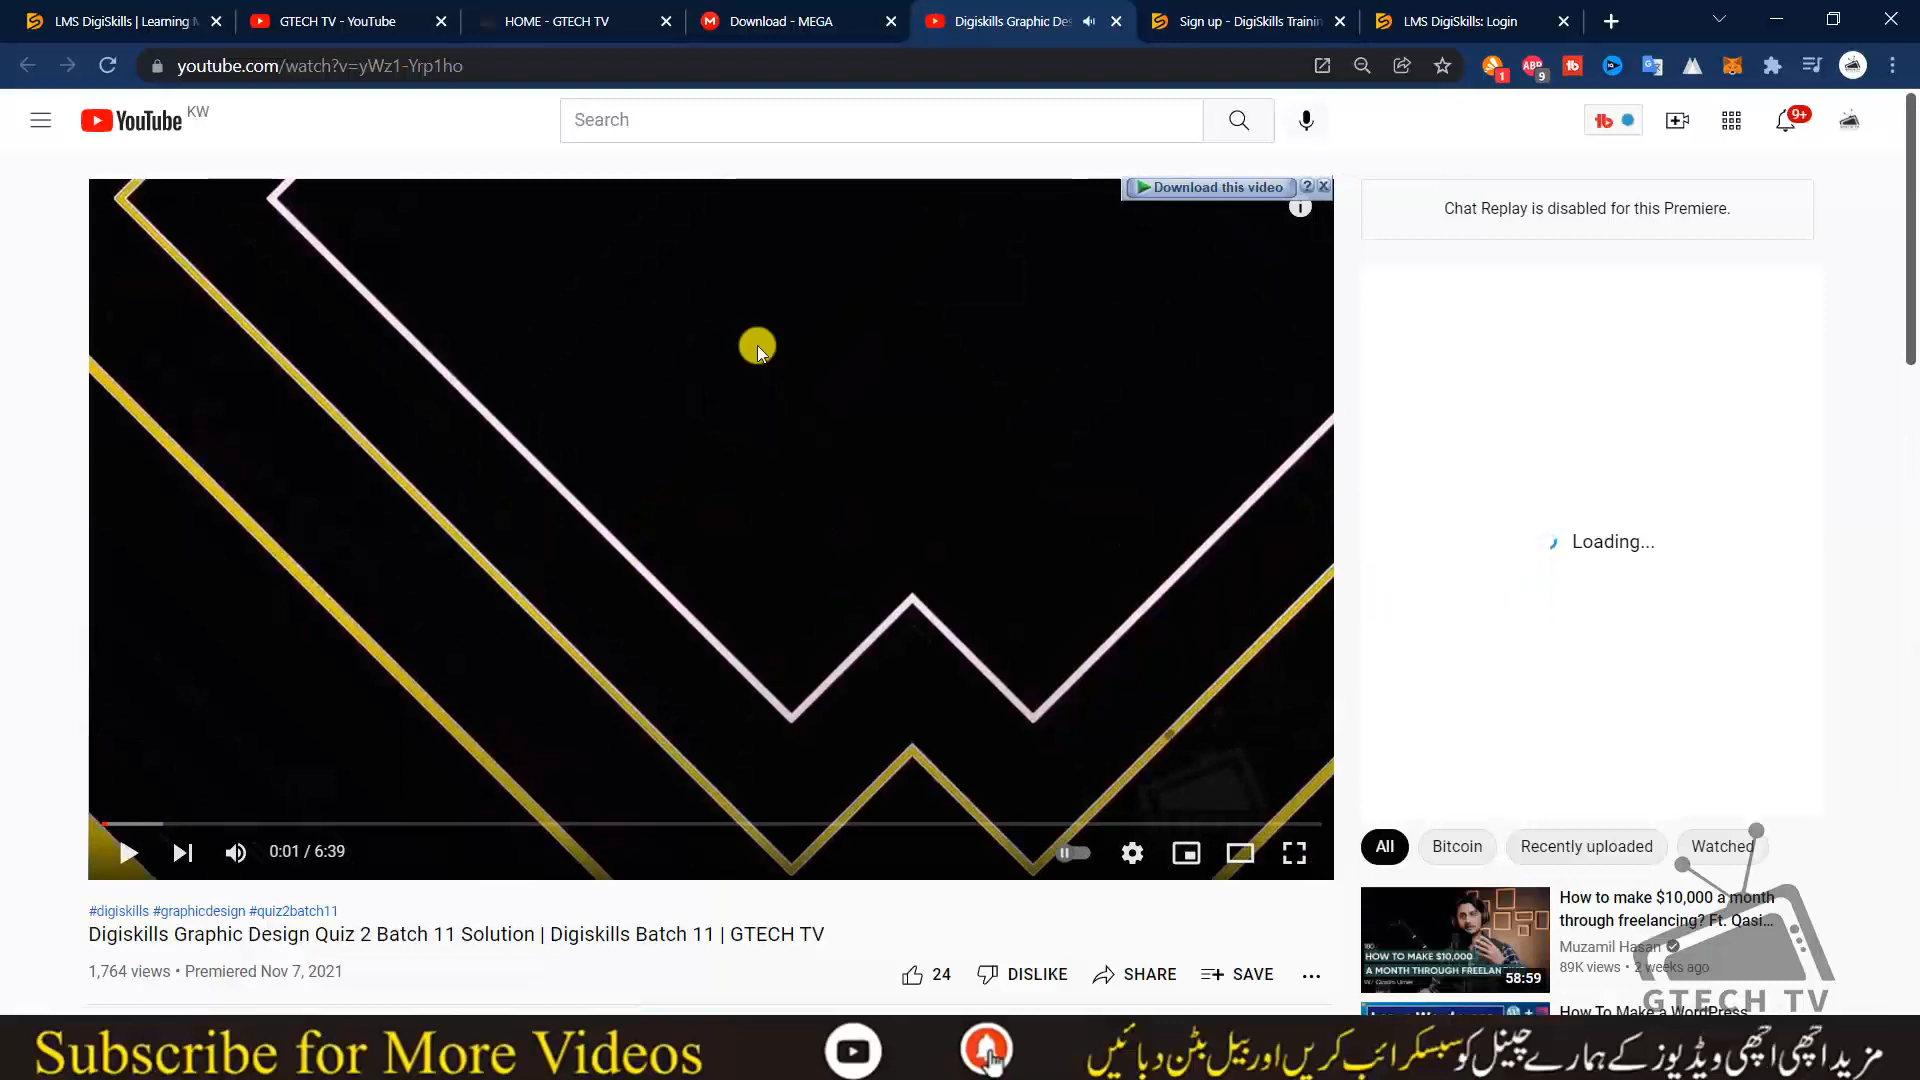 LMS DigiSkills | Learning
GTECH TV - YouTube
HOME - GTECH TV
Download - MEGA
Digiskills Graphic De
Sign up - DigiSkills Trainin
LMS DigiSkills: Login
youtube.com/watch?v=yWz1-Yrp1ho
1
ABP
9
YouTube KW
Search
9+
Download this video ?
Chat Replay is disabled for this Premiere.
Loading...
0:01 / 6:39
All
Bitcoin
Recently uploaded
Watched
#digiskills #graphicdesign #quiz2batch11
Digiskills Graphic Design Quiz 2 Batch 11 Solution | Digiskills Batch 11 | GTECH TV
1,764 views • Premiered Nov 7, 2021
24
DISLIKE
SHARE
SAVE
HOW TO MAKE $10,000
A MONTH THROUGH FREELAN
58:59
How to make $10,000 a month
through freelancing? Ft. Qasi...
Muzamil Hasan
89K views • 2 weeks ago
GTECH TV
How To Make a WordPress
Subscribe for More Videos
مزید اچھی اچھی ویڈیوز کے ہمارے چینل کو سبسکرائب کریں اور بیل بٹن دبائیں